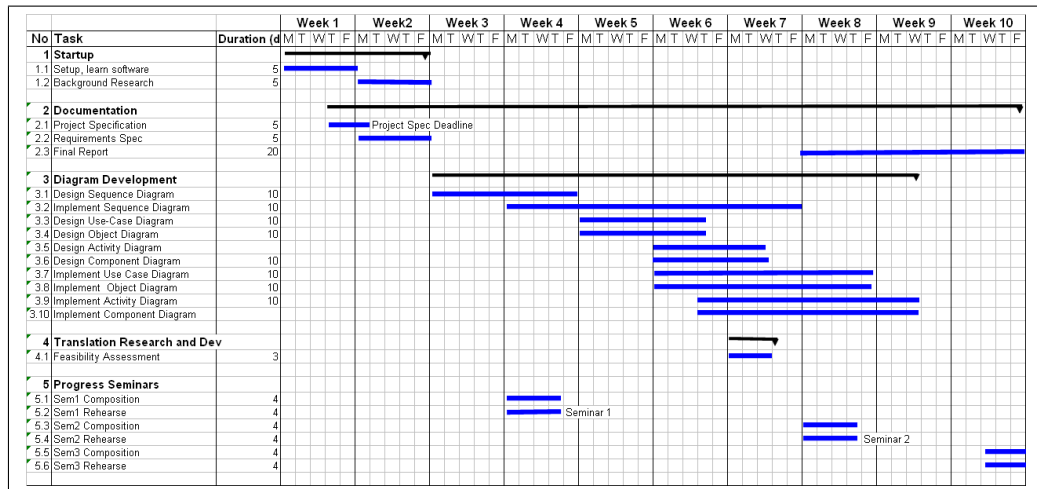 Week 1 Week2 Week 3 Week 4 Week 5 Week 6 Week 7 Week 8 Week 9 Week 10
No Task Duration (d M T W T F M T W T F M T W T F M T W T F M T W T F M T W T F M T W T F M T W T F M T W T F M T W T F
1 Startup
1.1 Setup, learn software 5
1.2 Background Research 5
2 Documentation
2.1 Project Specification 5 Project Spec Deadline
2.2 Requirements Spec 5
2.3 Final Report 20
3 Diagram Development
3.1 Design Sequence Diagram 10
3.2 Implement Sequence Diagram 10
3.3 Design Use-Case Diagram 10
3.4 Design Object Diagram 10
3.5 Design Activity Diagram
3.6 Design Component Diagram 10
3.7 Implement Use Case Diagram 10
3.8 Implement Object Diagram 10
3.9 Implement Activity Diagram 10
3.10 Implement Component Diagram
4 Translation Research and Dev
4.1 Feasibility Assessment 3
5 Progress Seminars
5.1 Sem1 Composition 4
5.2 Sem1 Rehearse 4 Seminar 1
5.3 Sem2 Composition 4
5.4 Sem2 Rehearse 4 Seminar 2
5.5 Sem3 Composition 4
5.6 Sem3 Rehearse 4